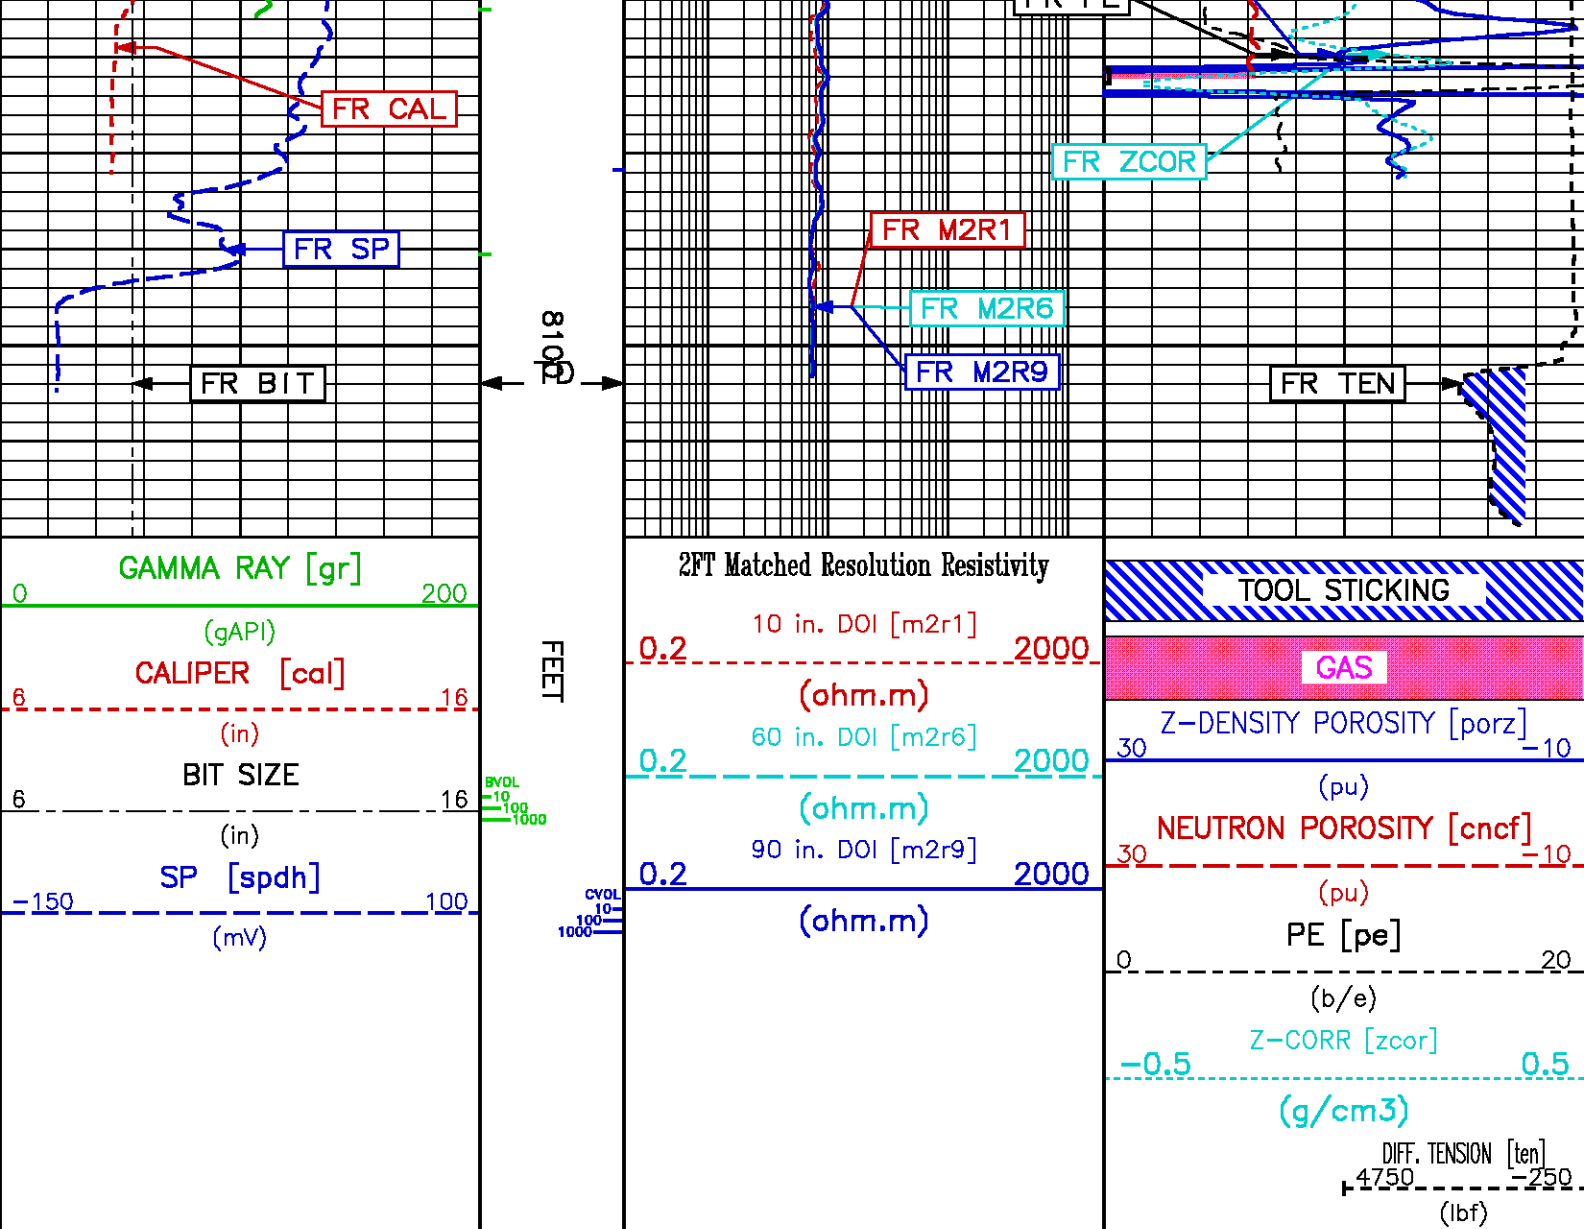 FR PE
FR CAL
FR ZCOR
FR SP
FR M2R1
FR M2R6
FR M2R9
8100
TD
FR BIT
FR TEN
GAMMA RAY [gr]
0 200
(gAPI)
CALIPER [cal]
6 16
(in)
BIT SIZE
6 16
(in)
SP [spdh]
-150 100
(mV)
FEET
BVOL
10
100
1000
CVOL
10
100
1000
2FT Matched Resolution Resistivity
10 in. DOI [m2r1]
0.2 2000
(ohm.m)
60 in. DOI [m2r6]
0.2 2000
(ohm.m)
90 in. DOI [m2r9]
0.2 2000
(ohm.m)
TOOL STICKING
GAS
Z-DENSITY POROSITY [porz]
30 -10
(pu)
NEUTRON POROSITY [cncf]
30 -10
(pu)
PE [pe]
0 20
(b/e)
Z-CORR [zcor]
-0.5 0.5
(g/cm3)
DIFF. TENSION [ten]
4750 -250
(lbf)